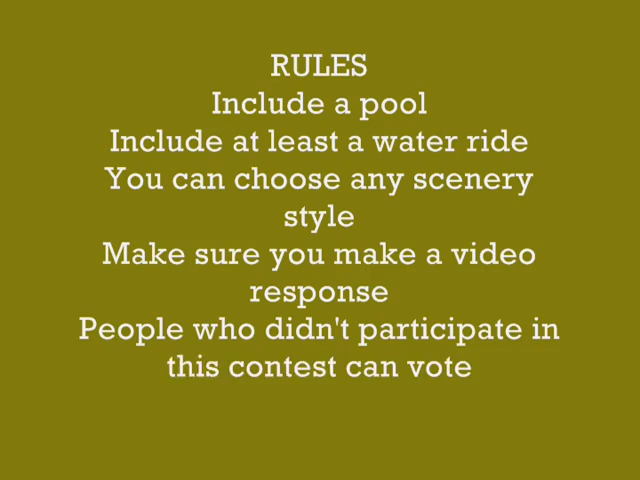 RULES
Include a pool
Include at least a water ride
You can choose any scenery
style
Make sure you make a video
response
People who didn't participate in
this contest can vote